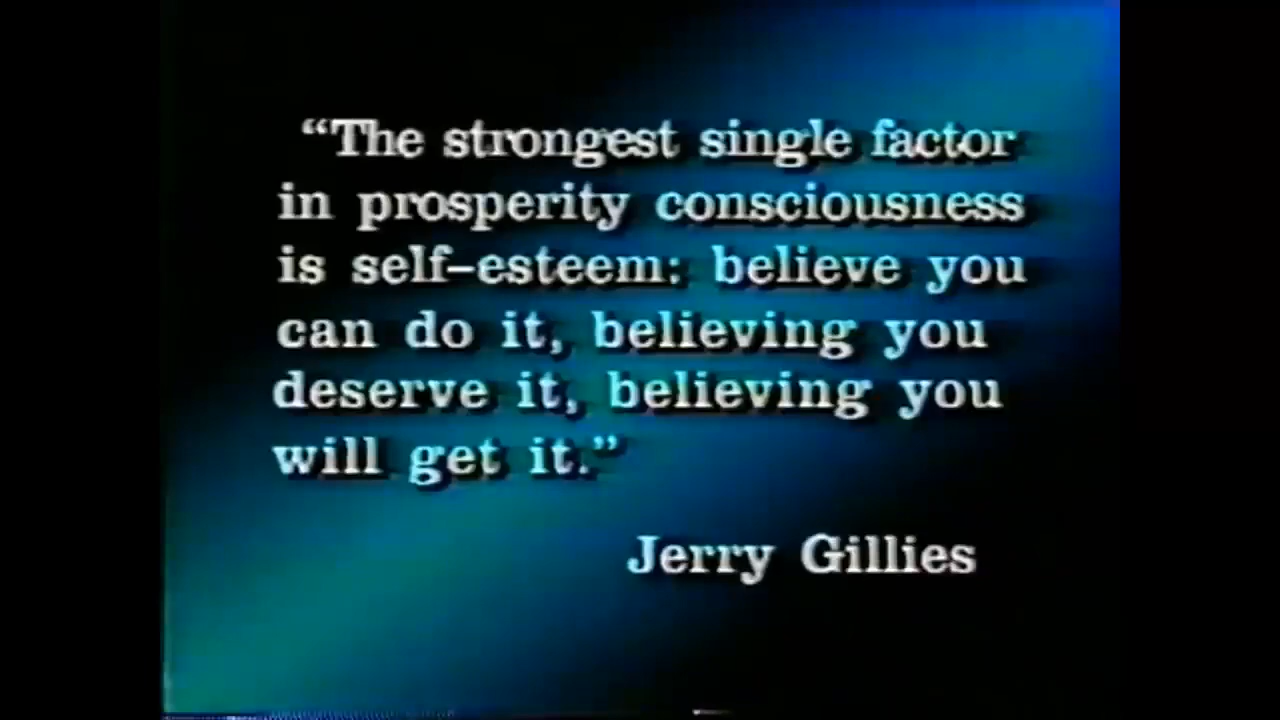 “The strongest single factor
in prosperity consciousness
is self-esteem: believe you
can do it, believing you
deserve it, believing you
will get it.”
Jerry Gillies